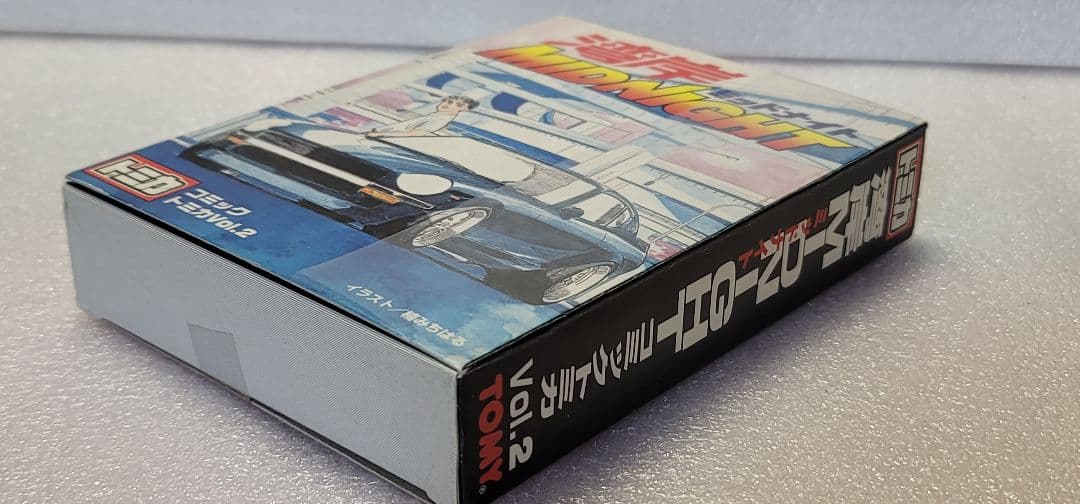 湾岸
MIDNIGHT
ミッドナイト
トミカ
コミック
トミカVol.2
イラスト/楠みちはる
トミカ
湾岸MIDNIGHT
ミッドナイト
コミックトミカ
Vol.2
TOMY®